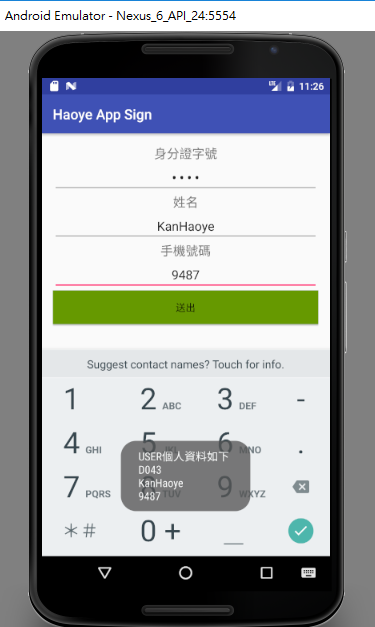 Android Emulator - Nexus_6_API_24:5554
LTE 11:26
Haoye App Sign
身分證字號
••••
姓名
KanHaoye
手機號碼
9487
送出
Suggest contact names? Touch for info.
1 2 ABC 3 DEF -
4 GHI 5 JKL 6 MNO .
USER個人資料如下
D043
KanHaoye
9487
7 PQRS 8 TUV 9 WXYZ
*# 0 + _